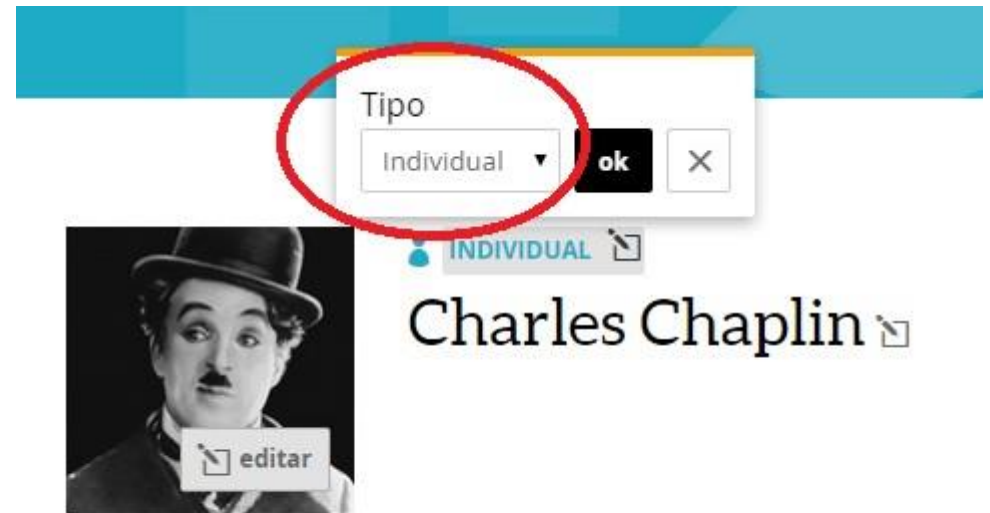 Tipo
Individual ok
INDIVIDUAL
Charles Chaplin
editar